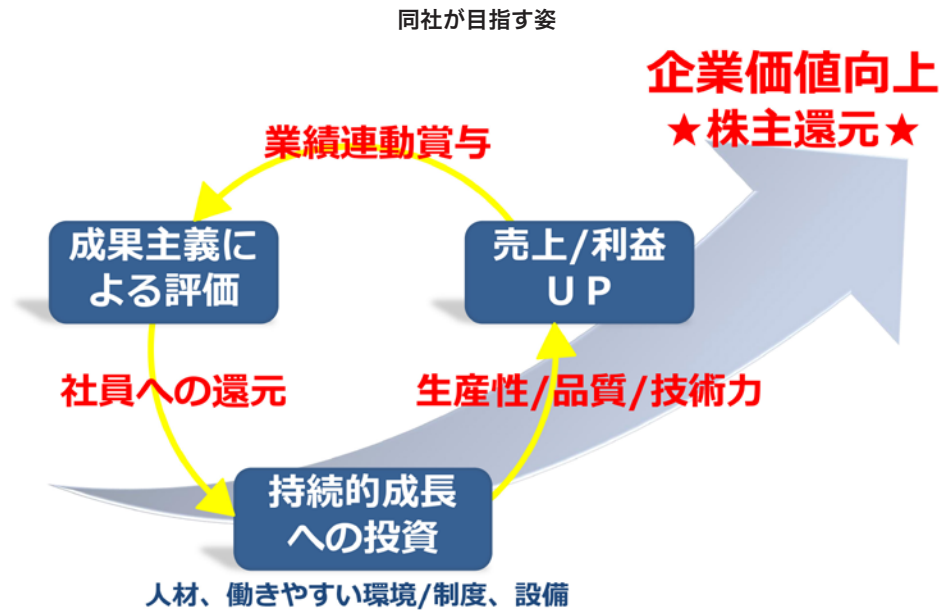 同社が目指す姿
企業価値向上
★株主還元★
業績連動賞与
成果主義に
よる評価
売上/利益
ＵＰ
社員への還元
生産性/品質/技術力
持続的成長
への投資
人材、働きやすい環境/制度、設備